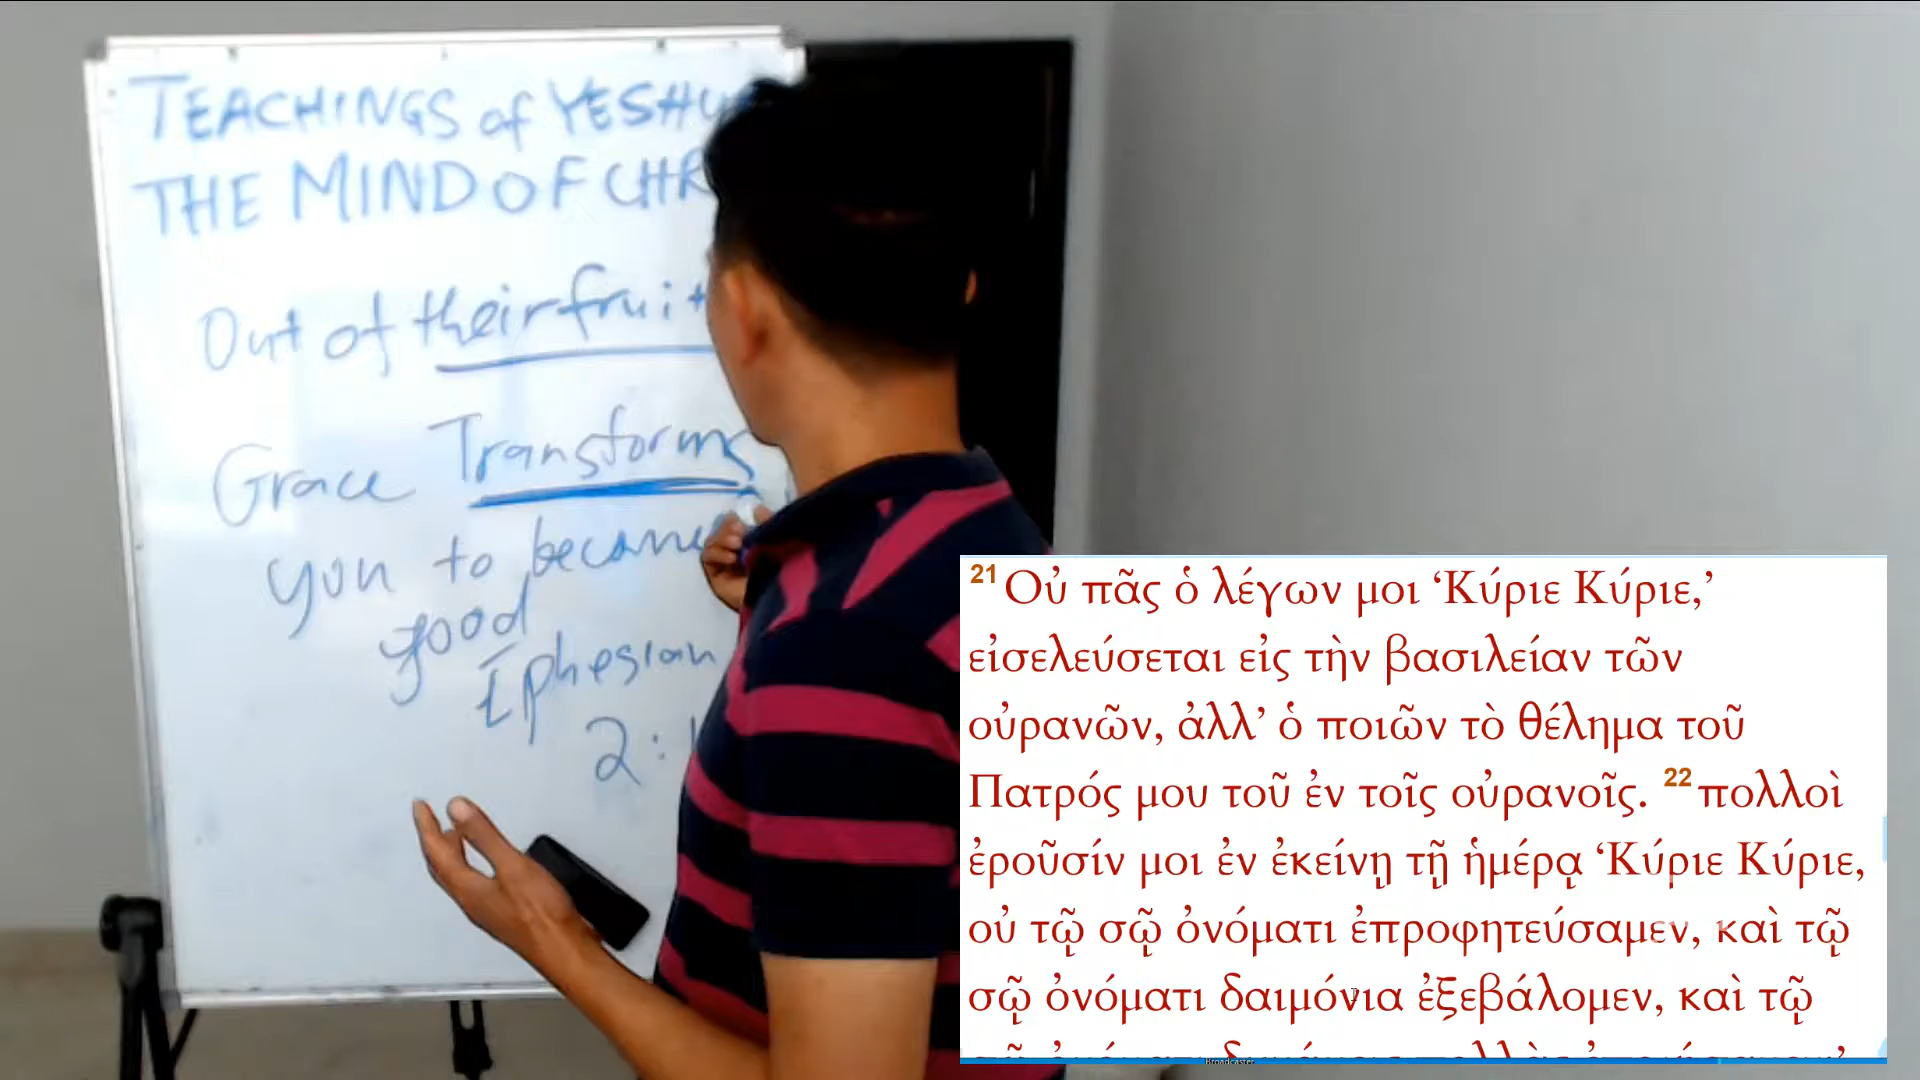 TEACHINGS of YESHU
THE MIND OF CHR
Out of their fruit
Grace Transforms
you to become
good
Ephesian
2:1
21 Οὐ πᾶς ὁ λέγων μοι ‘Κύριε Κύριε,’
εἰσελεύσεται εἰς τὴν βασιλείαν τῶν
οὐρανῶν, ἀλλ’ ὁ ποιῶν τὸ θέλημα τοῦ
Πατρός μου τοῦ ἐν τοῖς οὐρανοῖς. 22 πολλοὶ
ἐροῦσίν μοι ἐν ἐκείνῃ τῇ ἡμέρᾳ ‘Κύριε Κύριε,
οὐ τῷ σῷ ὀνόματι ἐπροφητεύσαμεν, καὶ τῷ
σῷ ὀνόματι δαιμόνια ἐξεβάλομεν, καὶ τῷ
Broadcaster